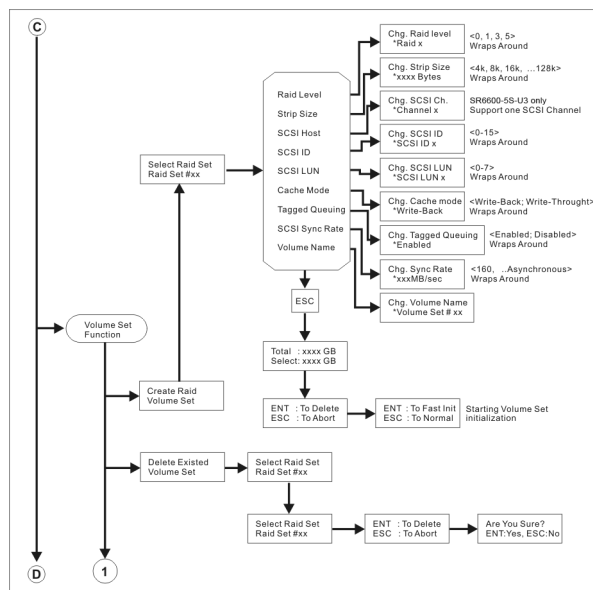 C
Chg. Raid level
*Raid x
<0, 1, 3, 5>
Wraps Around
Chg. Strip Size
*xxxx Bytes
<4k, 8k, 16k, ...128k>
Wraps Around
Chg. SCSI Ch.
*Channel x
SR6600-5S-U3 only
Support one SCSI Channel
Chg. SCSI ID
*SCSI ID x
<0-15>
Wraps Around
Chg. SCSI LUN
*SCSI LUN x
<0-7>
Wraps Around
Chg. Cache mode
*Write-Back
<Write-Back; Write-Throught>
Wraps Around
Chg. Tagged Queuing
*Enabled
<Enabled; Disabled>
Wraps Around
Chg. Sync Rate
*xxxMB/sec
<160, ..Asynchronous>
Wraps Around
Chg. Volume Name
*Volume Set # xx
Raid Level
Strip Size
SCSI Host
SCSI ID
SCSI LUN
Cache Mode
Tagged Queuing
SCSI Sync Rate
Volume Name
Select Raid Set
Raid Set #xx
ESC
Volume Set
Function
Total : xxxx GB
Select: xxxx GB
Create Raid
Volume Set
ENT : To Delete
ESC : To Abort
ENT : To Fast Init
ESC : To Normal
Starting Volume Set
initialization
Delete Existed
Volume Set
Select Raid Set
Raid Set #xx
Select Raid Set
Raid Set #xx
ENT : To Delete
ESC : To Abort
Are You Sure?
ENT:Yes, ESC:No
D
1